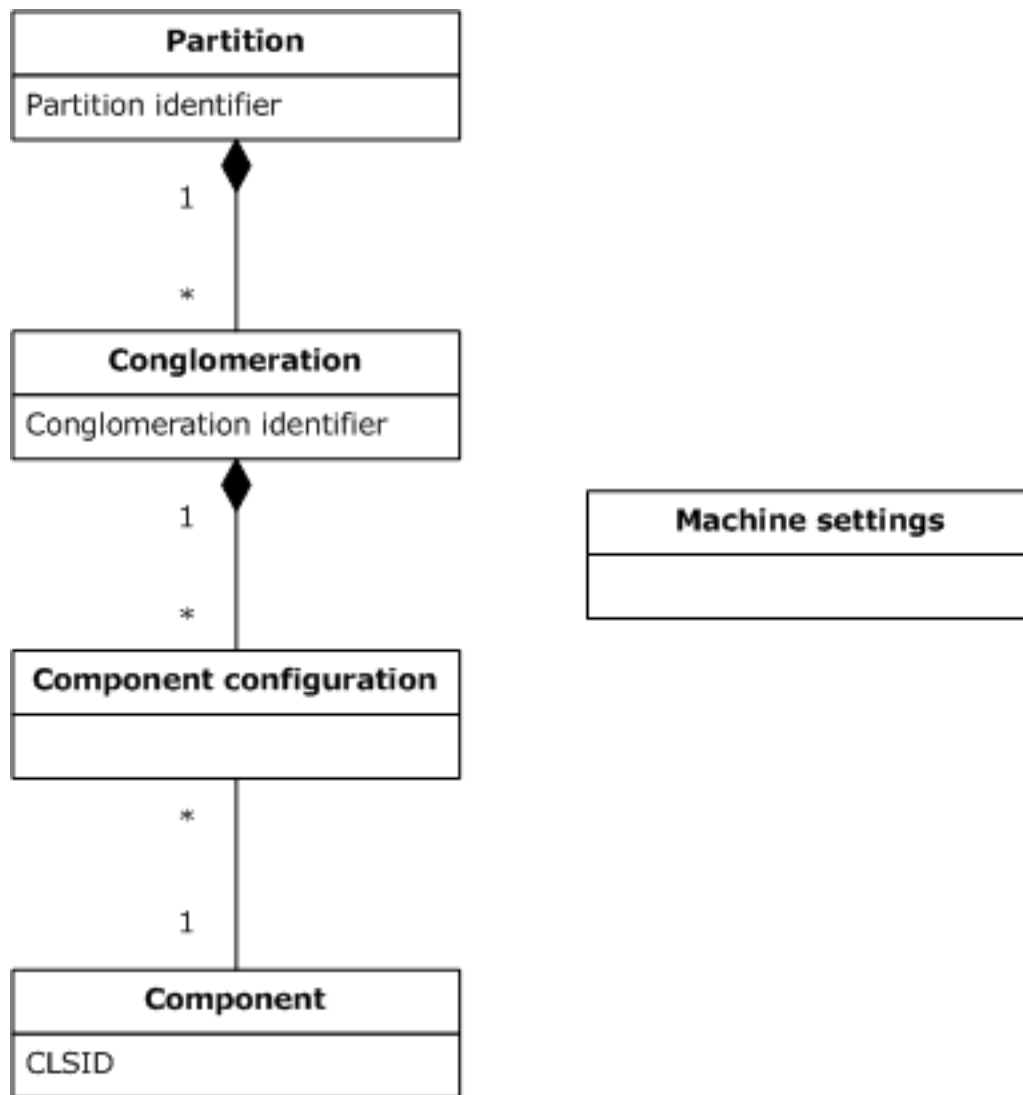 Partition
Partition identifier
1
*
Conglomeration
Conglomeration identifier
1
*
Machine settings
Component configuration
*
1
Component
CLSID